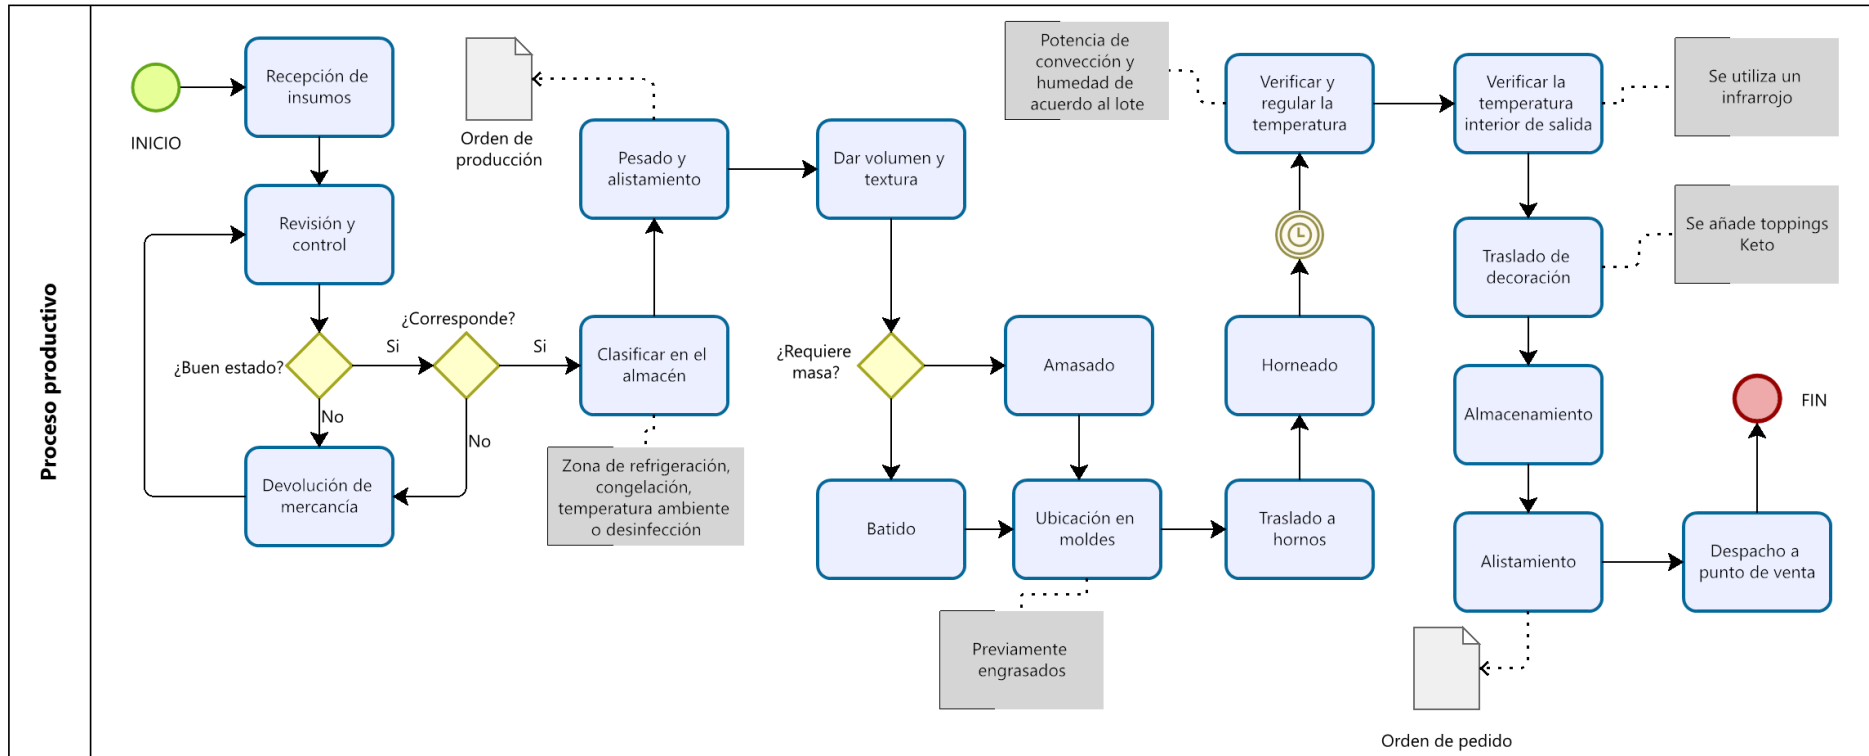 Proceso productivo
INICIO
Recepción de
insumos
Revisión y
control
¿Buen estado?
Si
No
Devolución de
mercancía
¿Corresponde?
Si
No
Clasificar en el
almacén
Zona de refrigeración,
congelación,
temperatura ambiente
o desinfección
Pesado y
alistamiento
Orden de
producción
Dar volumen y
textura
¿Requiere
masa?
Amasado
Batido
Ubicación en
moldes
Previamente
engrasados
Traslado a
hornos
Horneado
Verificar y
regular la
temperatura
Potencia de
convección y
humedad de
acuerdo al lote
Verificar la
temperatura
interior de salida
Se utiliza un
infrarrojo
Traslado de
decoración
Se añade toppings
Keto
Almacenamiento
Alistamiento
Orden de pedido
Despacho a
punto de venta
FIN